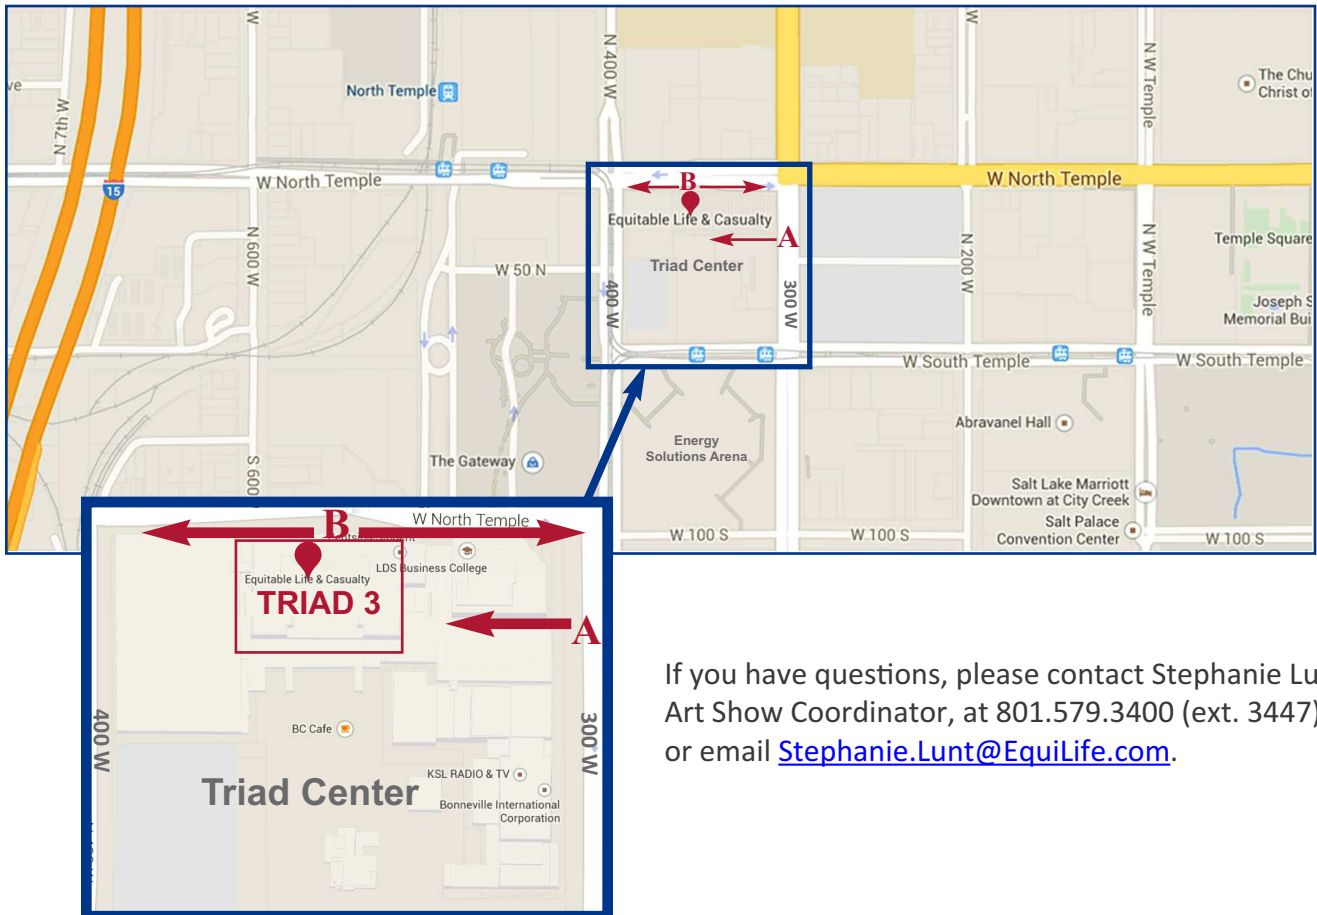 ve
N 7th W
15
W
North Temple
N 400 W
W
N W Temple
The Chu
Christ of
W North Temple
W North Temple
B
Equitable Life & Casualty
A
Triad Center
N 600 W
W 50 N
400 W
300 W
N 200 W
N W Temple
Temple Square
Joseph S
Memorial Bui
W South Temple
W South Temple
Abravanel Hall
Energy
Solutions Arena
The Gateway
S 600
Salt Lake Marriott
Downtown at City Creek
Salt Palace
Convention Center
W 100 S
W 100 S
W 100 S
B
W North Temple
LDS Business College
Equitable Life & Casualty
TRIAD 3
A
400 W
300 W
BC Cafe
KSL RADIO & TV
Triad Center
Bonneville International
Corporation
If you have questions, please contact Stephanie Lu
Art Show Coordinator, at 801.579.3400 (ext. 3447)
or email Stephanie.Lunt@EquiLife.com.